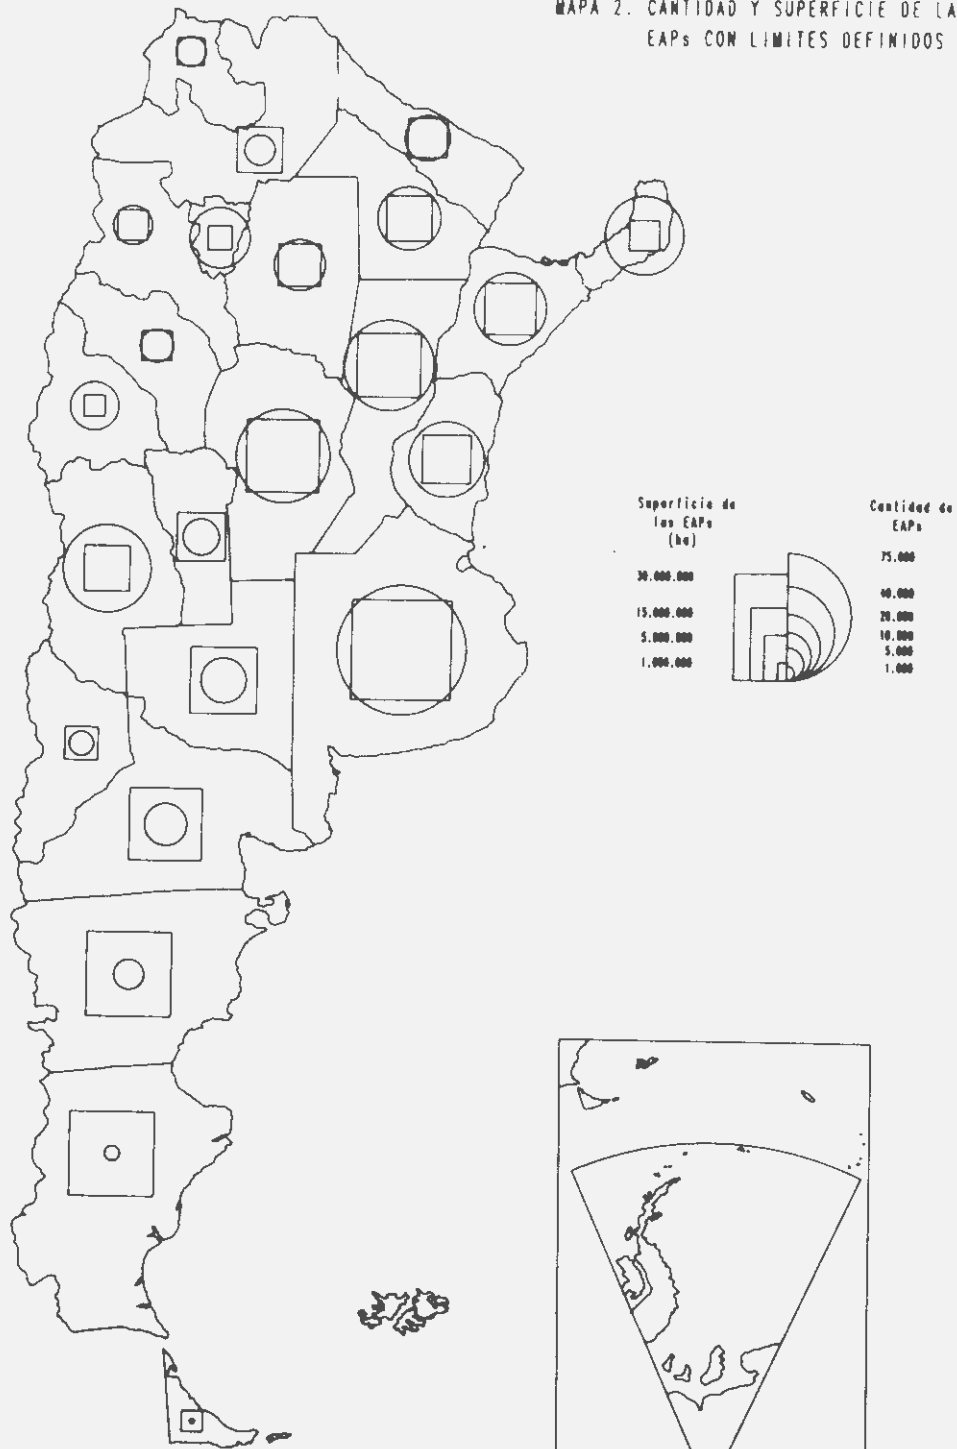 MAPA 2. CANTIDAD Y SUPERFICIE DE LA
EAPs CON LIMITES DEFINIDOS
Superficie de
las EAPs
(ha)
30.000.000
15.000.000
5.000.000
1.000.000
Cantidad de
EAPs
75.000
40.000
20.000
10.000
5.000
1.000